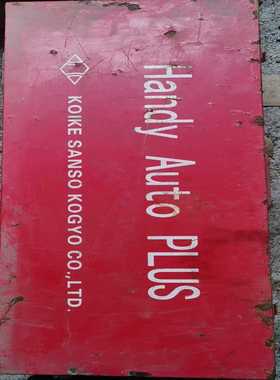 Handy Auto PLUS
KOIKE SANSO KOGYO CO.,LTD.